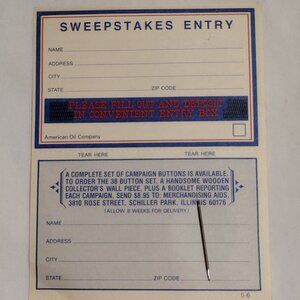 SWEEPSTAKES ENTRY
NAME
ADDRESS
CITY
STATE ZIP CODE
PLEASE FILL OUT AND DEPOSIT
IN CONVENIENT ENTRY BOX
American Oil Company
TEAR HERE TEAR HERE
A COMPLETE SET OF CAMPAIGN BUTTONS IS AVAILABLE.
TO ORDER THE 38 BUTTON SET, A HANDSOME WOODEN
COLLECTOR'S WALL PIECE, PLUS A BOOKLET REPORTING
EACH CAMPAIGN, SEND $8.95 TO: MERCHANDISING AIDS,
3810 ROSE STREET, SCHILLER PARK, ILLINOIS 60176
(ALLOW 8 WEEKS FOR DELIVERY)
NAME
ADDRESS
CITY
STATE ZIP CODE